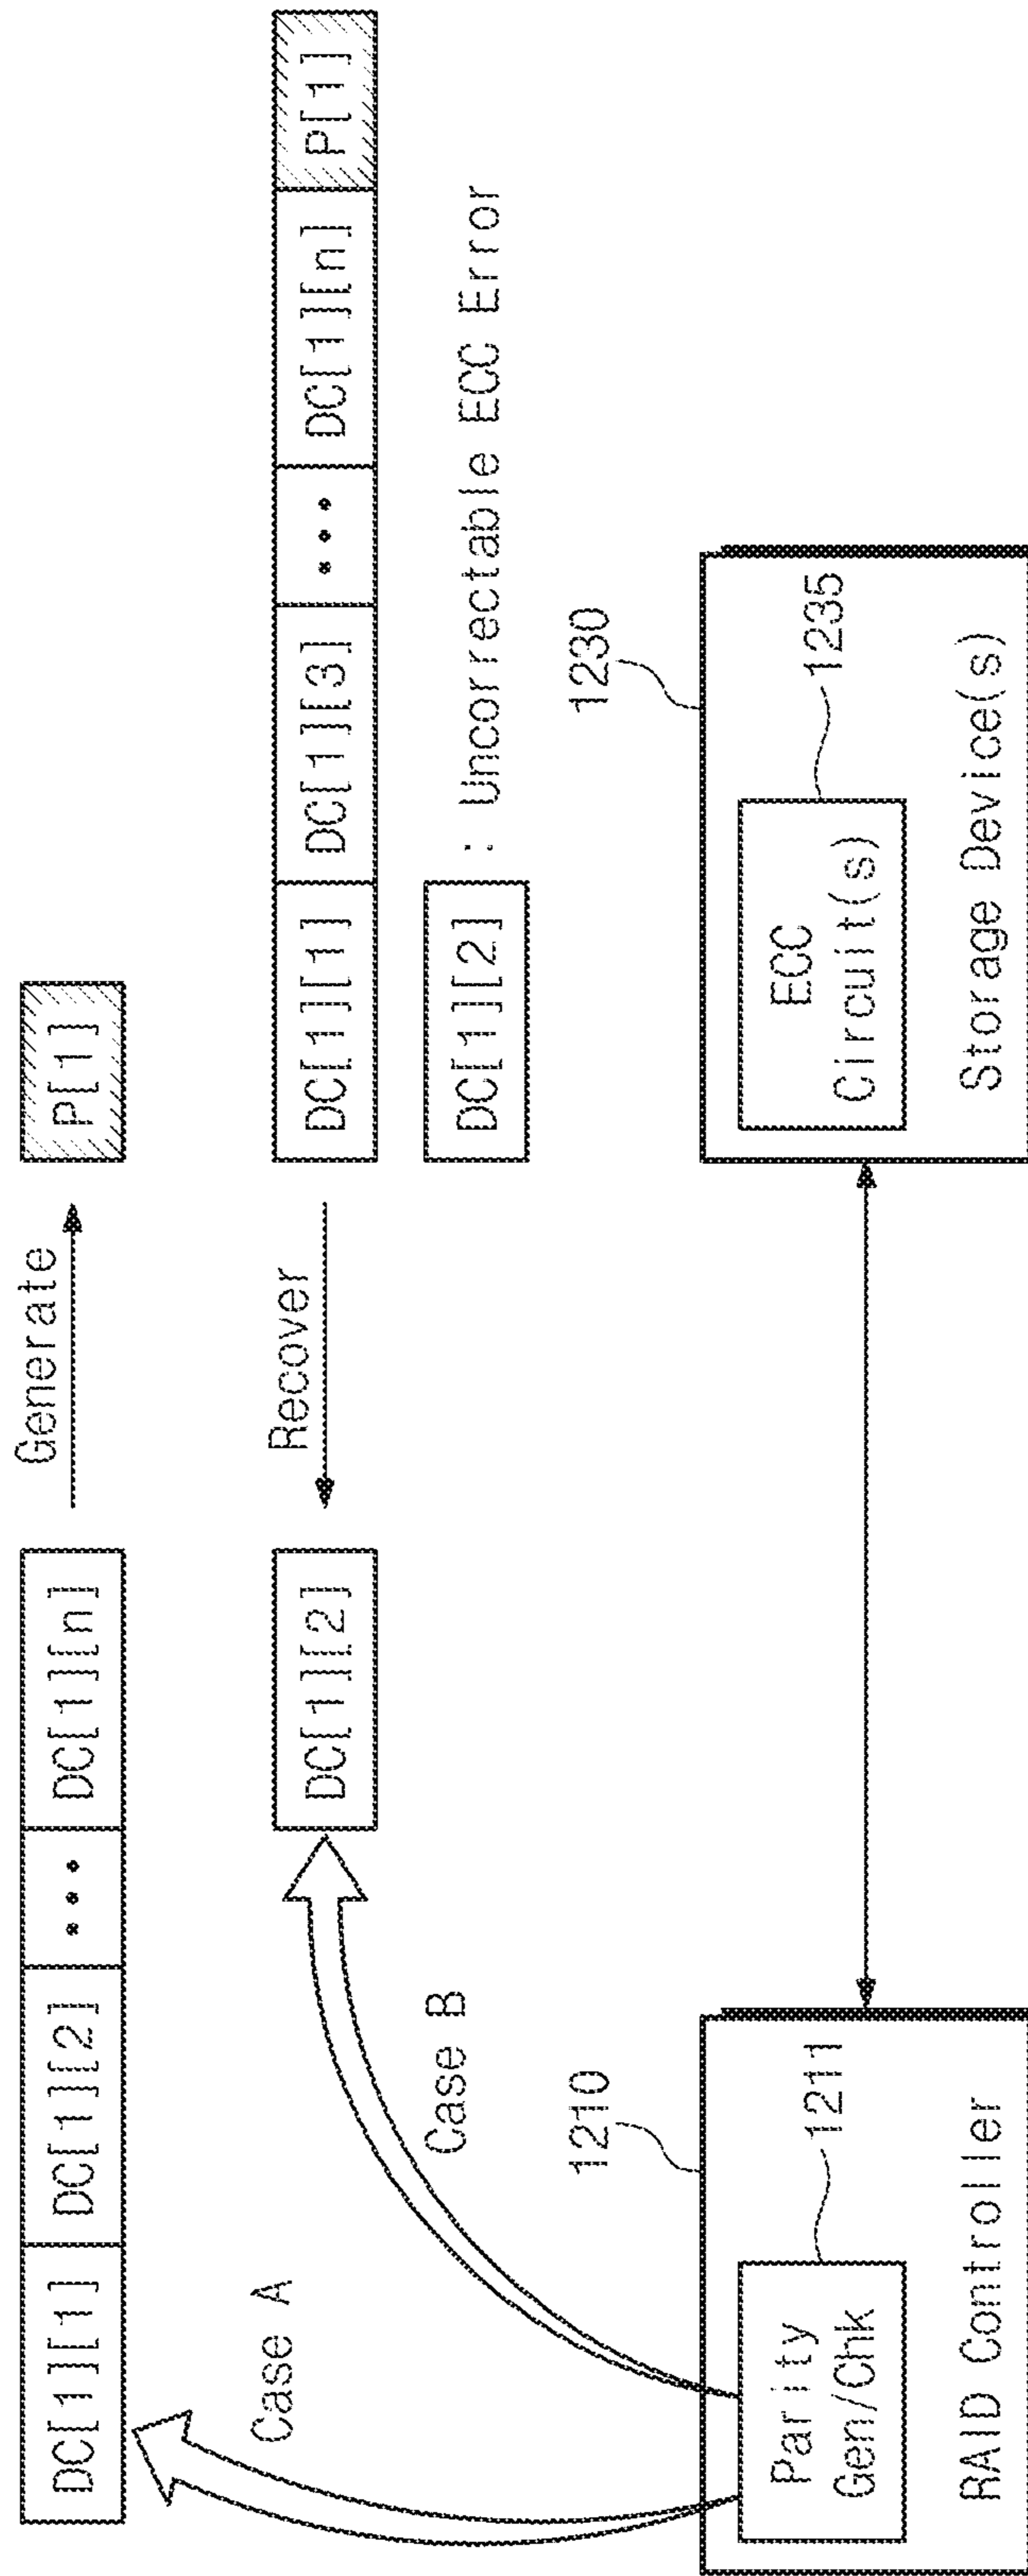 DC[1][1] DC[1][2] ••• DC[1][n] Generate P[1]
Case A
DC[1][2] Recover DC[1][1] DC[1][3] ••• DC[1][n] P[1]
Case B
DC[1][2] : Uncorrectable ECC Error
1210
1230
Parity
Gen/Chk
1211
RAID Controller
ECC
Circuit(s)
1235
Storage Device(s)